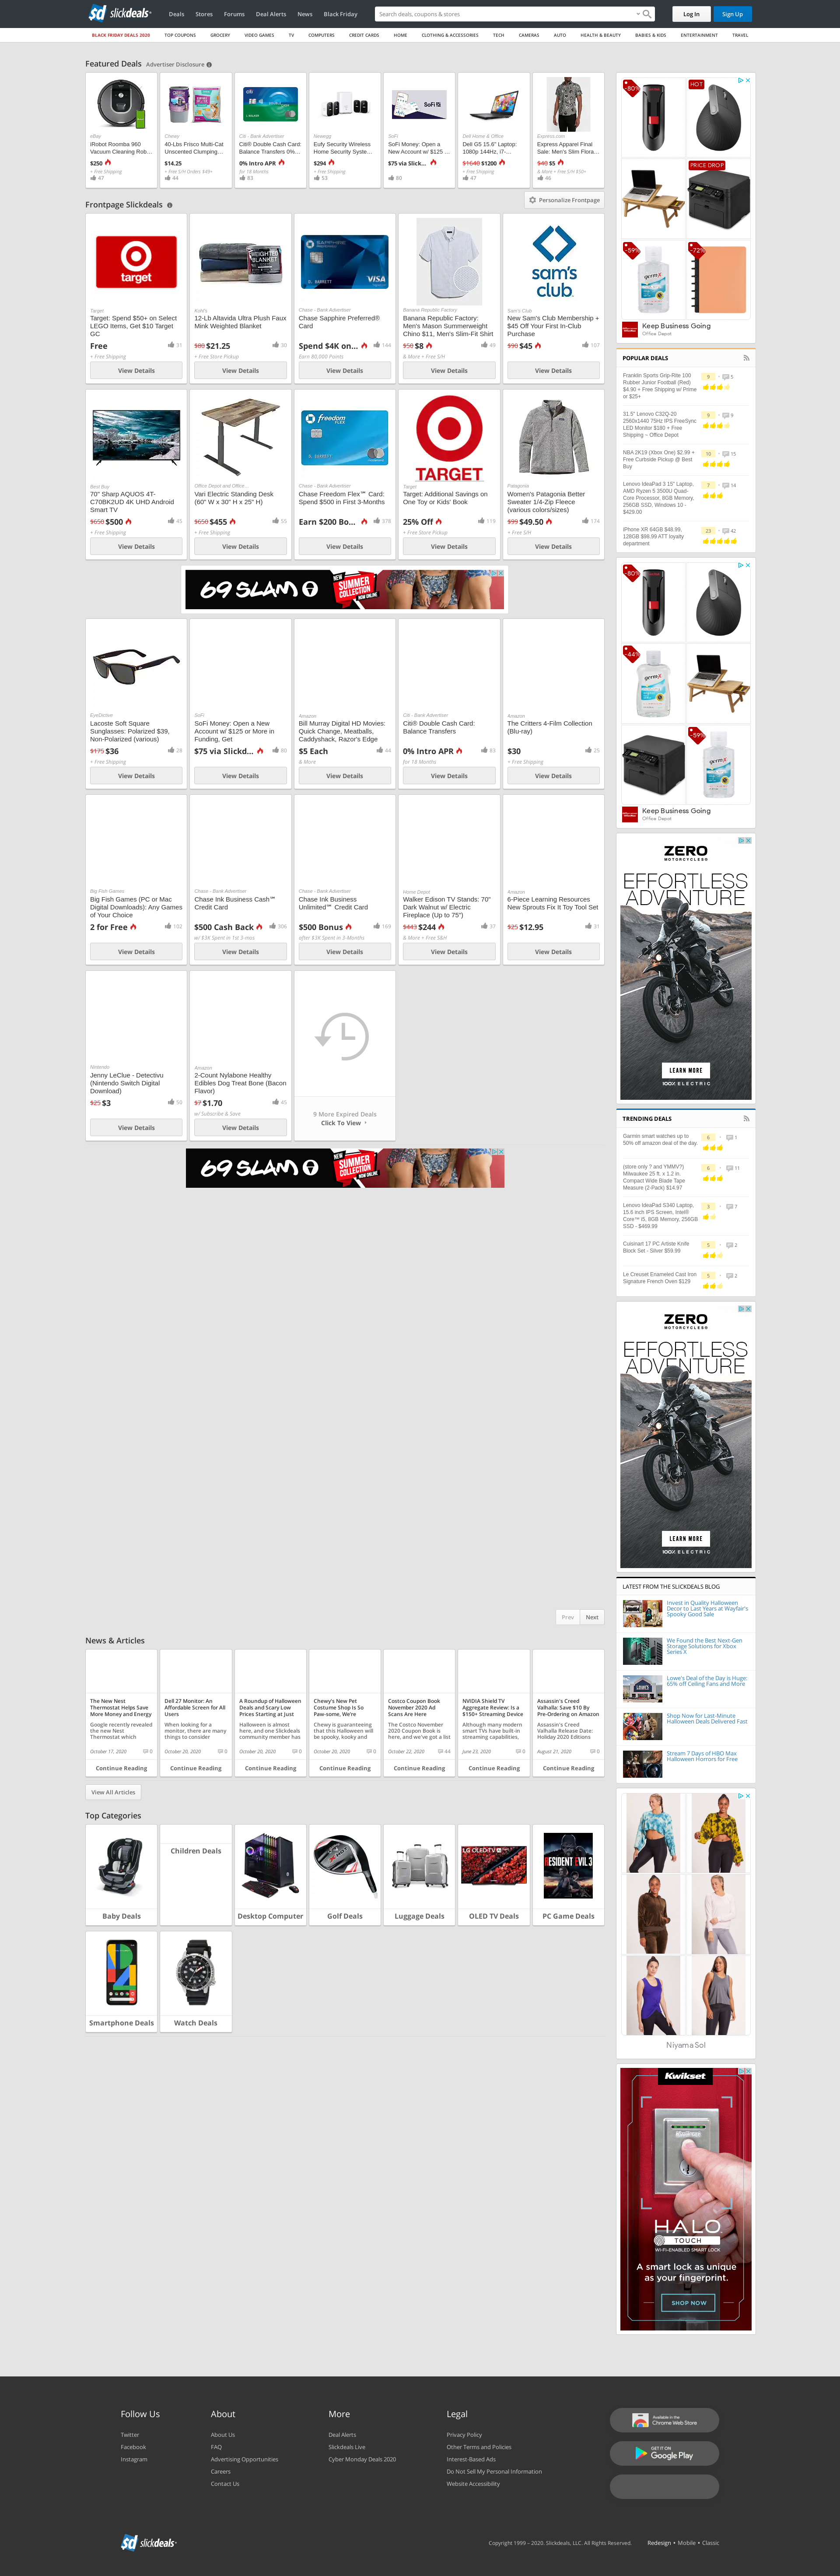 slickdeals
Deals Stores Forums Deal Alerts News Black Friday
Search deals, coupons & stores
Log In Sign Up
BLACK FRIDAY DEALS 2020 TOP COUPONS GROCERY VIDEO GAMES TV COMPUTERS CREDIT CARDS HOME CLOTHING & ACCESSORIES TECH CAMERAS AUTO HEALTH & BEAUTY BABIES & KIDS ENTERTAINMENT TRAVEL
Featured Deals Advertiser Disclosure
eBay
iRobot Roomba 960
Vacuum Cleaning Rob...
$250
+ Free Shipping
47
Chewy
40-Lbs Frisco Multi-Cat
Unscented Clumping...
$14.25
+ Free S/H Orders $49+
44
Citi - Bank Advertiser
Citi® Double Cash Card:
Balance Transfers 0%...
0% Intro APR
for 18 Months
83
Newegg
Eufy Security Wireless
Home Security Syste...
$294
+ Free Shipping
53
SoFi
SoFi Money: Open a
New Account w/ $125 ...
$75 via Slick...
80
Dell Home & Office
Dell G5 15.6" Laptop:
1080p 144Hz, i7-...
$1640 $1200
+ Free Shipping
47
Express.com
Express Apparel Final
Sale: Men's Slim Flora...
$40 $5
& More + Free S/H $50+
46
Frontpage Slickdeals
Personalize Frontpage
Target
Target: Spend $50+ on Select
LEGO Items, Get $10 Target
GC
Free
31
+ Free Shipping
View Details
Kohl's
12-Lb Altavida Ultra Plush Faux
Mink Weighted Blanket
$80 $21.25
30
+ Free Store Pickup
View Details
Chase - Bank Advertiser
Chase Sapphire Preferred®
Card
Spend $4K on...
144
Earn 80,000 Points
View Details
Banana Republic Factory
Banana Republic Factory:
Men's Mason Summerweight
Chino $11, Men's Slim-Fit Shirt
$50 $8
49
& More + Free S/H
View Details
sam's club
Sam's Club
New Sam's Club Membership +
$45 Off Your First In-Club
Purchase
$90 $45
107
View Details
Best Buy
70" Sharp AQUOS 4T-
C70BK2UD 4K UHD Android
Smart TV
$650 $500
45
+ Free Shipping
View Details
Office Depot and Office ...
Vari Electric Standing Desk
(60" W x 30" H x 25" H)
$650 $455
55
+ Free Shipping
View Details
Chase - Bank Advertiser
Chase Freedom Flex℠ Card:
Spend $500 in First 3-Months
Earn $200 Bo...
378
View Details
TARGET
Target
Target: Additional Savings on
One Toy or Kids' Book
25% Off
119
+ Free Store Pickup
View Details
Patagonia
Women's Patagonia Better
Sweater 1/4-Zip Fleece
(various colors/sizes)
$99 $49.50
174
+ Free S/H
View Details
69 SLAM NEW SUMMER COLLECTION ONLINE NOW
EyeDictive
Lacoste Soft Square
Sunglasses: Polarized $39,
Non-Polarized (various)
$175 $36
28
+ Free Shipping
View Details
SoFi
SoFi Money: Open a New
Account w/ $125 or More in
Funding, Get
$75 via Slickd...
80
View Details
Amazon
Bill Murray Digital HD Movies:
Quick Change, Meatballs,
Caddyshack, Razor's Edge
$5 Each
44
& More
View Details
Citi - Bank Advertiser
Citi® Double Cash Card:
Balance Transfers
0% Intro APR
83
for 18 Months
View Details
Amazon
The Critters 4-Film Collection
(Blu-ray)
$30
25
+ Free Shipping
View Details
Big Fish Games
Big Fish Games (PC or Mac
Digital Downloads): Any Games
of Your Choice
2 for Free
182
View Details
Chase - Bank Advertiser
Chase Ink Business Cash℠
Credit Card
$500 Cash Back
306
w/ $3K Spent in 1st 3-mos
View Details
Chase - Bank Advertiser
Chase Ink Business
Unlimited℠ Credit Card
$500 Bonus
169
after $3K Spent in 3-Months
View Details
Home Depot
Walker Edison TV Stands: 70"
Dark Walnut w/ Electric
Fireplace (Up to 75")
$443 $244
37
& More + Free S&H
View Details
Amazon
6-Piece Learning Resources
New Sprouts Fix It Toy Tool Set
$25 $12.95
31
View Details
Nintendo
Jenny LeClue - Detectivu
(Nintendo Switch Digital
Download)
$25 $3
50
View Details
Amazon
2-Count Nylabone Healthy
Edibles Dog Treat Bone (Bacon
Flavor)
$7 $1.70
45
w/ Subscribe & Save
View Details
9 More Expired Deals
Click To View
69 SLAM NEW SUMMER COLLECTION ONLINE NOW
Prev Next
News & Articles
The New Nest
Thermostat Helps Save
More Money and Energy
Google recently revealed
the new Nest
Thermostat which
October 17, 2020 0
Continue Reading
Dell 27 Monitor: An
Affordable Screen for All
Users
When looking for a
monitor, there are many
things to consider
October 20, 2020 0
Continue Reading
A Roundup of Halloween
Deals and Scary Low
Prices Starting at Just
Halloween is almost
here, and one Slickdeals
community member has
October 20, 2020 0
Continue Reading
Chewy's New Pet
Costume Shop Is So
Paw-some, We're
Chewy is guaranteeing
that this Halloween will
be spooky, kooky and
October 20, 2020 0
Continue Reading
Costco Coupon Book
November 2020 Ad
Scans Are Here
The Costco November
2020 Coupon Book is
here, and we've got a list
October 22, 2020 44
Continue Reading
NVIDIA Shield TV
Aggregate Review: Is a
$150+ Streaming Device
Although many modern
smart TVs have built-in
streaming capabilities,
June 23, 2020 0
Continue Reading
Assassin's Creed
Valhalla: Save $10 By
Pre-Ordering on Amazon
Assassin's Creed
Valhalla Release Date:
Holiday 2020 Editions
August 21, 2020 0
Continue Reading
View All Articles
Top Categories
Baby Deals
Children Deals
Desktop Computer
Golf Deals
Luggage Deals
OLED TV Deals
PC Game Deals
Smartphone Deals
Watch Deals
-80% HOT
PRICE DROP
-59% -72%
Keep Business Going
Office Depot
POPULAR DEALS
Franklin Sports Grip-Rite 100
Rubber Junior Football (Red)
$4.90 + Free Shipping w/ Prime
or $25+
9 5
31.5" Lenovo C32Q-20
2560x1440 75Hz IPS FreeSync
LED Monitor $180 + Free
Shipping ~ Office Depot
9 9
NBA 2K19 (Xbox One) $2.99 +
Free Curbside Pickup @ Best
Buy
10 15
Lenovo IdeaPad 3 15" Laptop,
AMD Ryzen 5 3500U Quad-
Core Processor, 8GB Memory,
256GB SSD, Windows 10 -
$429.00
7 14
iPhone XR 64GB $48.99,
128GB $98.99 ATT loyalty
department
23 42
-80%
-44%
-59%
Keep Business Going
Office Depot
ZERO
MOTORCYCLES
EFFORTLESS
ADVENTURE
LEARN MORE
100% ELECTRIC
TRENDING DEALS
Garmin smart watches up to
50% off amazon deal of the day.
6 1
(store only ? and YMMV?)
Milwaukee 25 ft. x 1.2 in.
Compact Wide Blade Tape
Measure (2-Pack) $14.97
6 11
Lenovo IdeaPad S340 Laptop,
15.6 inch IPS Screen, Intel®
Core™ i5, 8GB Memory, 256GB
SSD - $469.99
3 7
Cuisinart 17 PC Artiste Knife
Block Set - Silver $59.99
5 2
Le Creuset Enameled Cast Iron
Signature French Oven $129
5 2
ZERO
MOTORCYCLES
EFFORTLESS
ADVENTURE
LEARN MORE
100% ELECTRIC
LATEST FROM THE SLICKDEALS BLOG
Invest in Quality Halloween
Decor to Last Years at Wayfair's
Spooky Good Sale
We Found the Best Next-Gen
Storage Solutions for Xbox
Series X
Lowe's Deal of the Day is Huge:
65% off Ceiling Fans and More
Shop Now for Last-Minute
Halloween Deals Delivered Fast
Stream 7 Days of HBO Max
Halloween Horrors for Free
Niyama Sol
Kwikset
HALO
TOUCH
WI-FI-ENABLED SMART LOCK
A smart lock as unique
as your fingerprint.
SHOP NOW
Follow Us
Twitter
Facebook
Instagram
About
About Us
FAQ
Advertising Opportunities
Careers
Contact Us
More
Deal Alerts
Slickdeals Live
Cyber Monday Deals 2020
Legal
Privacy Policy
Other Terms and Policies
Interest-Based Ads
Do Not Sell My Personal Information
Website Accessibility
Available in the
Chrome Web Store
GET IT ON
Google Play
slickdeals
Copyright 1999 – 2020. Slickdeals, LLC. All Rights Reserved. Redesign • Mobile • Classic